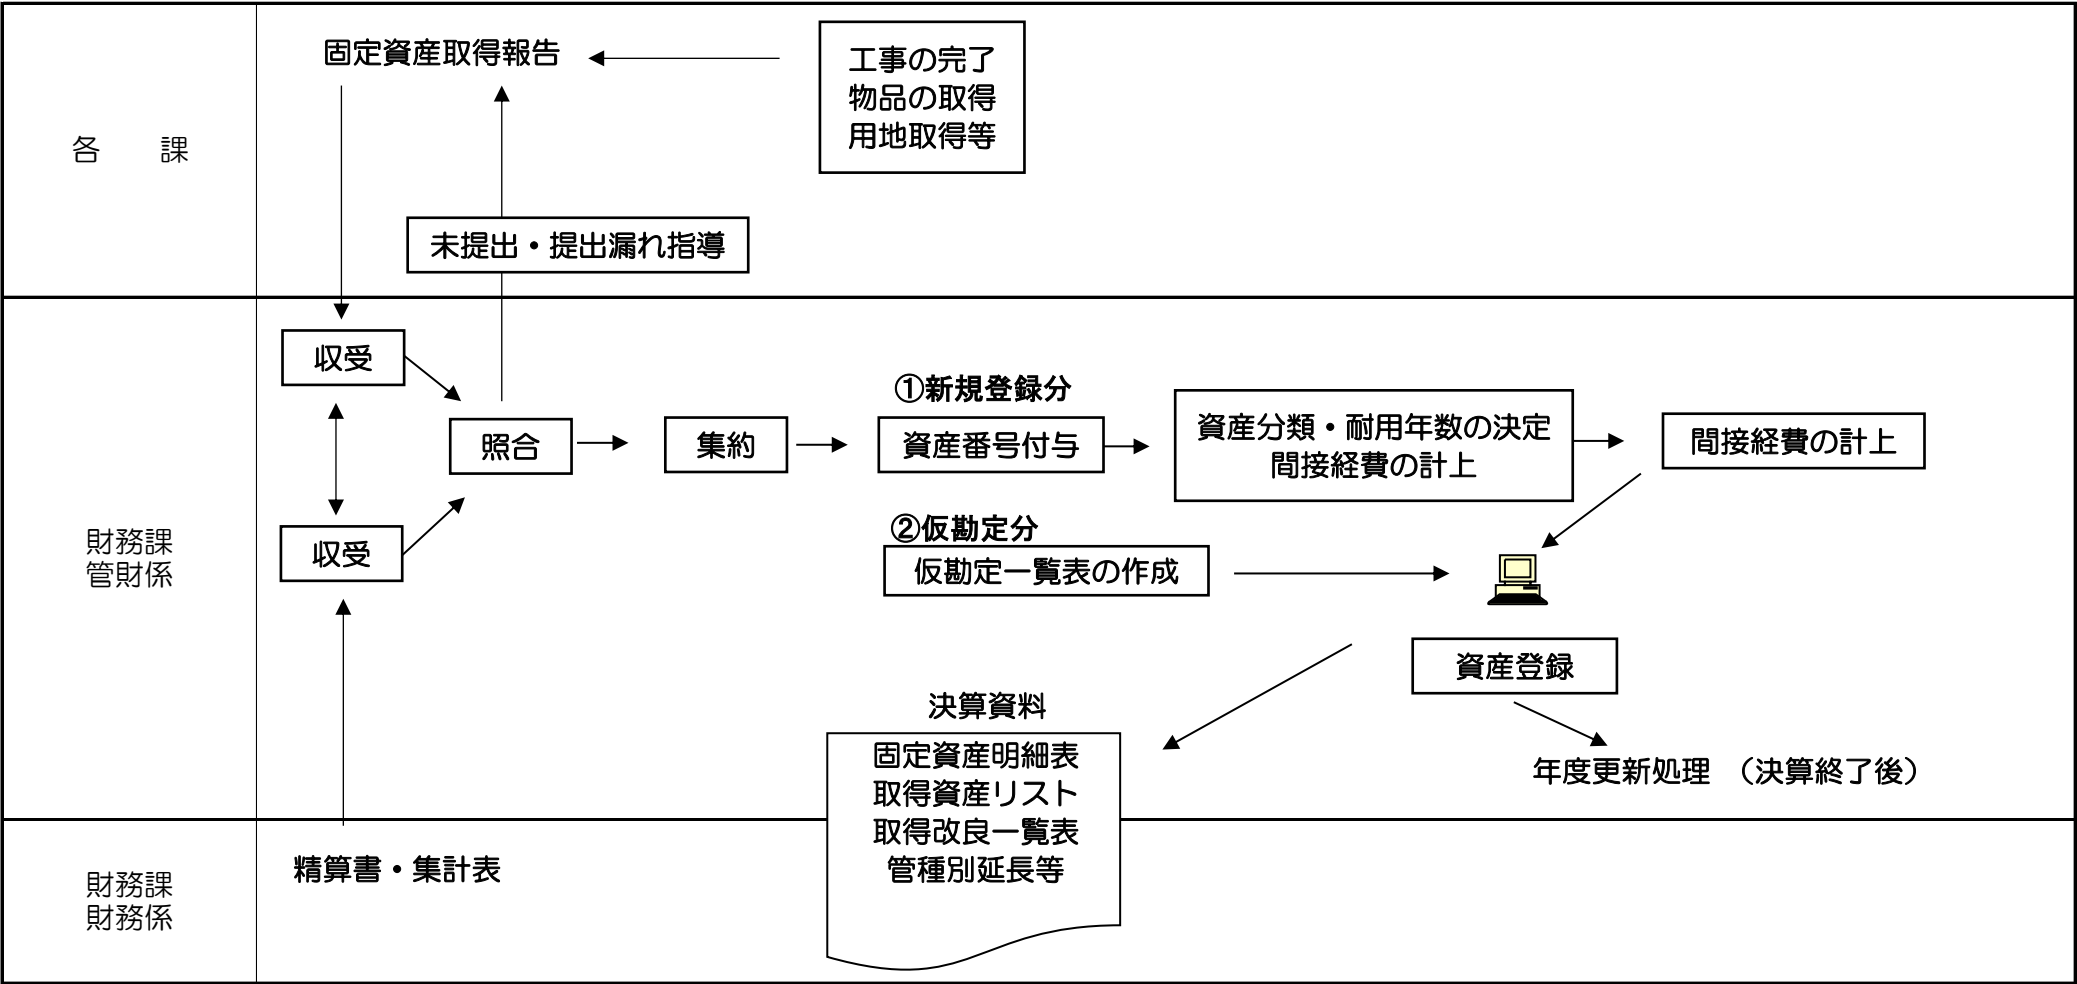 固定資産取得報告
工事の完了
物品の取得
用地取得等
各　　課
未提出・提出漏れ指導
収受
①新規登録分
照合
集約
資産番号付与
資産分類・耐用年数の決定
間接経費の計上
間接経費の計上
②仮勘定分
財務課
管財係
収受
仮勘定一覧表の作成
資産登録
決算資料
固定資産明細表
取得資産リスト
取得改良一覧表
管種別延長等
年度更新処理　（決算終了後）
財務課
財務係
精算書・集計表